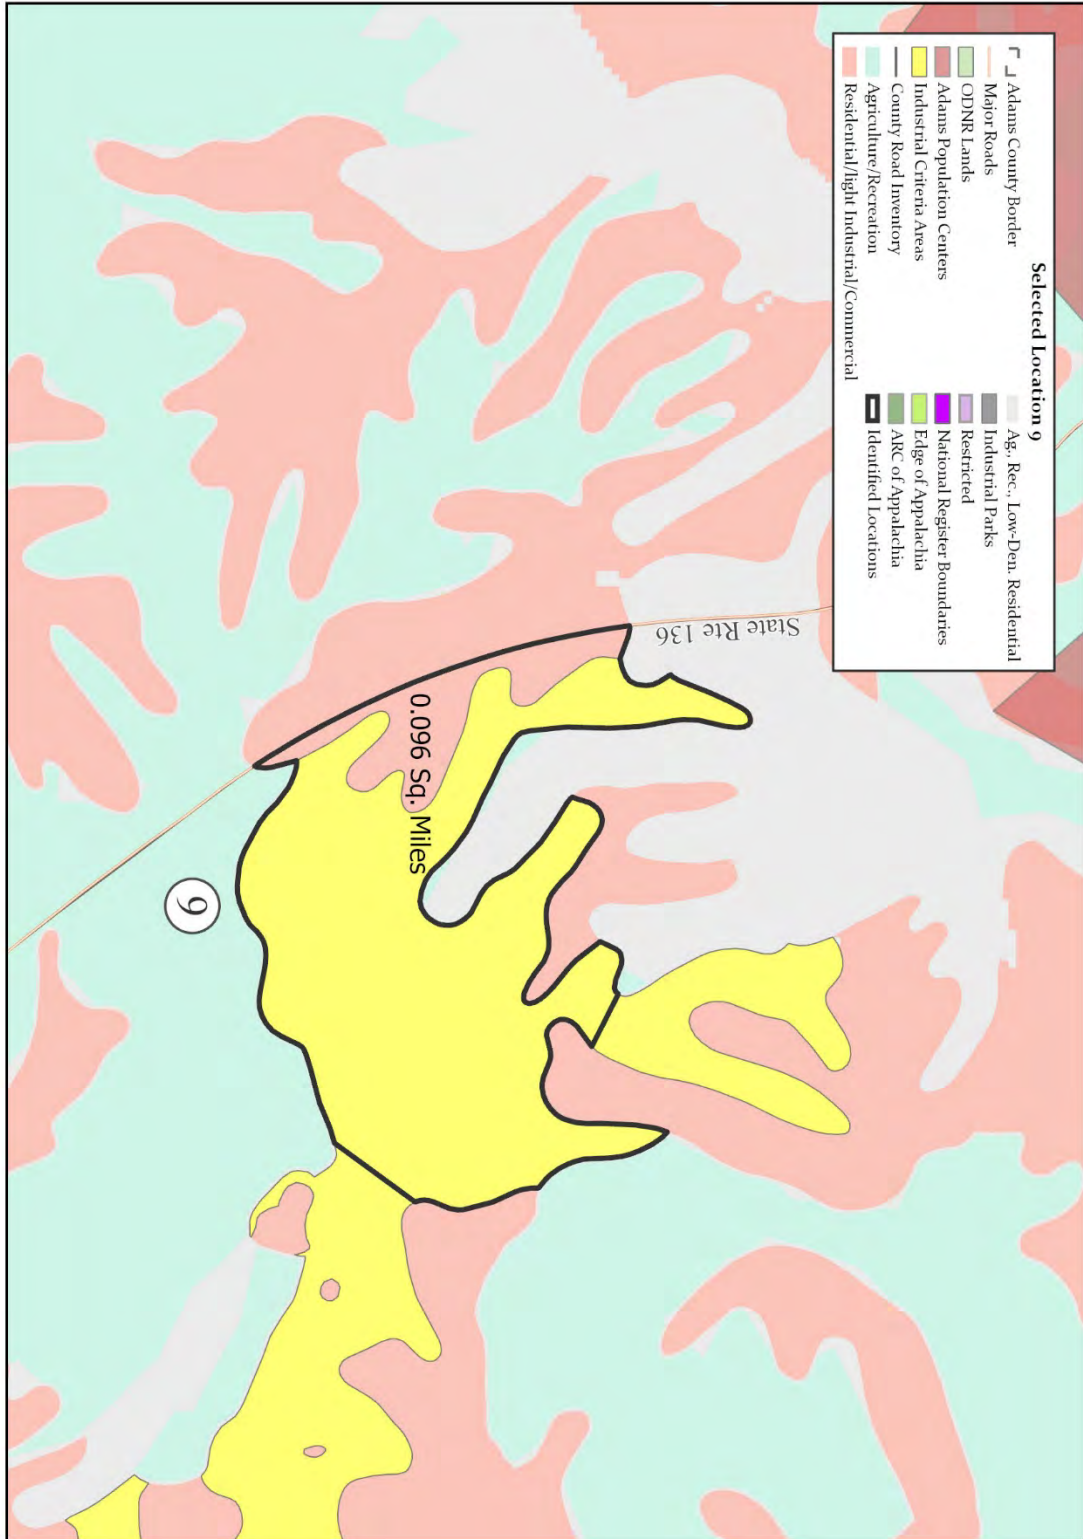 Selected Location 9
Adams County Border
Major Roads
ODNR Lands
Adams Population Centers
Industrial Criteria Areas
County Road Inventory
Agriculture/Recreation
Residential/light Industrial/Commercial
Ag., Rec., Low-Den. Residential
Industrial Parks
Restricted
National Register Boundaries
Edge of Appalachia
ARC of Appalachia
Identified Locations
State Rte 136
0.096 Sq. Miles
9